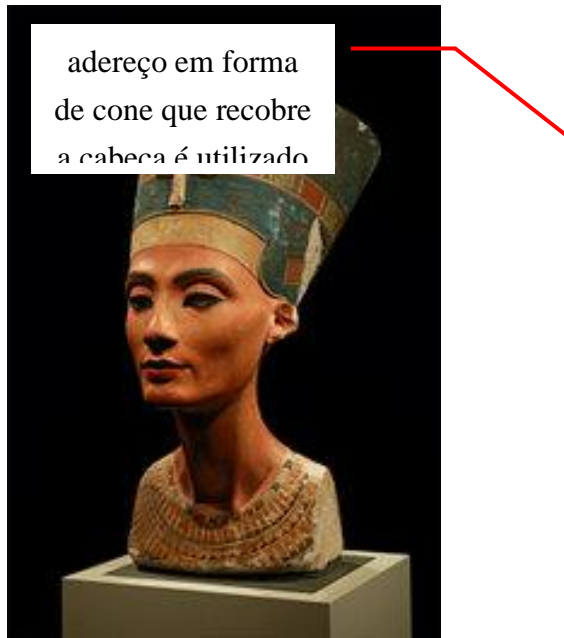 adereço em forma
de cone que recobre
a cabeça é utilizado